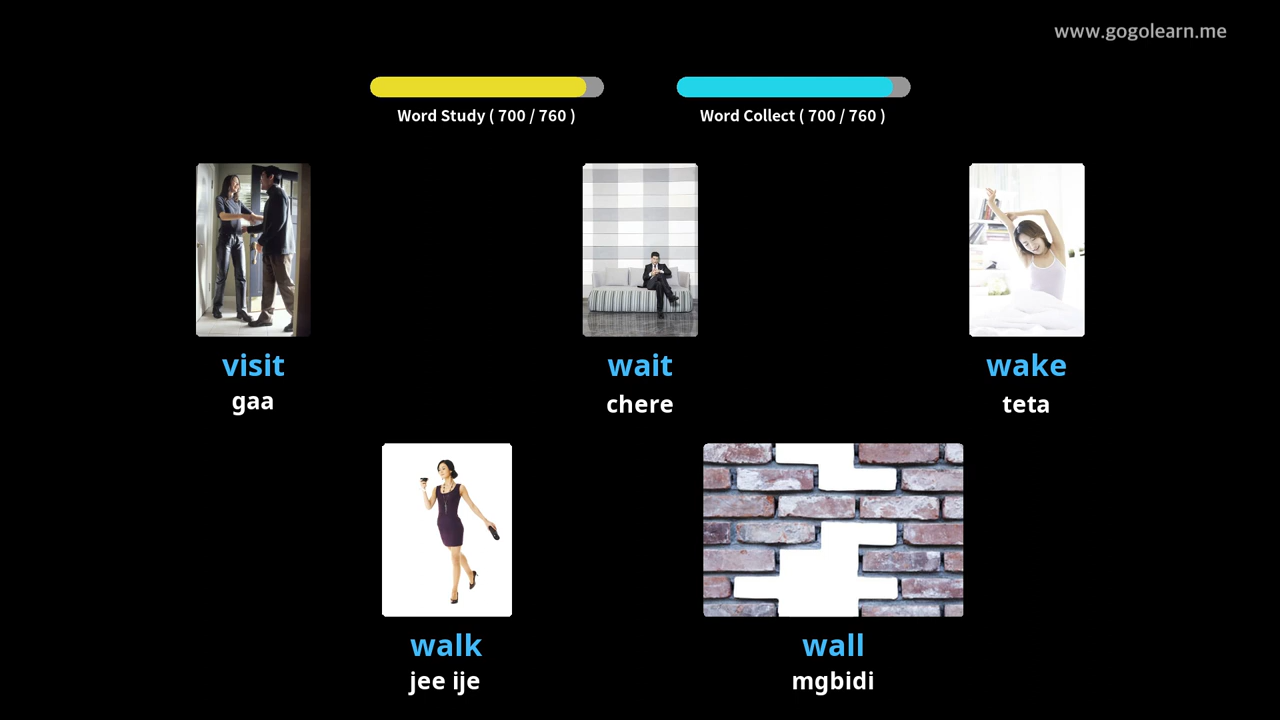 www.gogolearn.me
Word Study ( 700 / 760 )
Word Collect ( 700 / 760 )
visit
gaa
wait
chere
wake
teta
walk
jee ije
wall
mgbidi